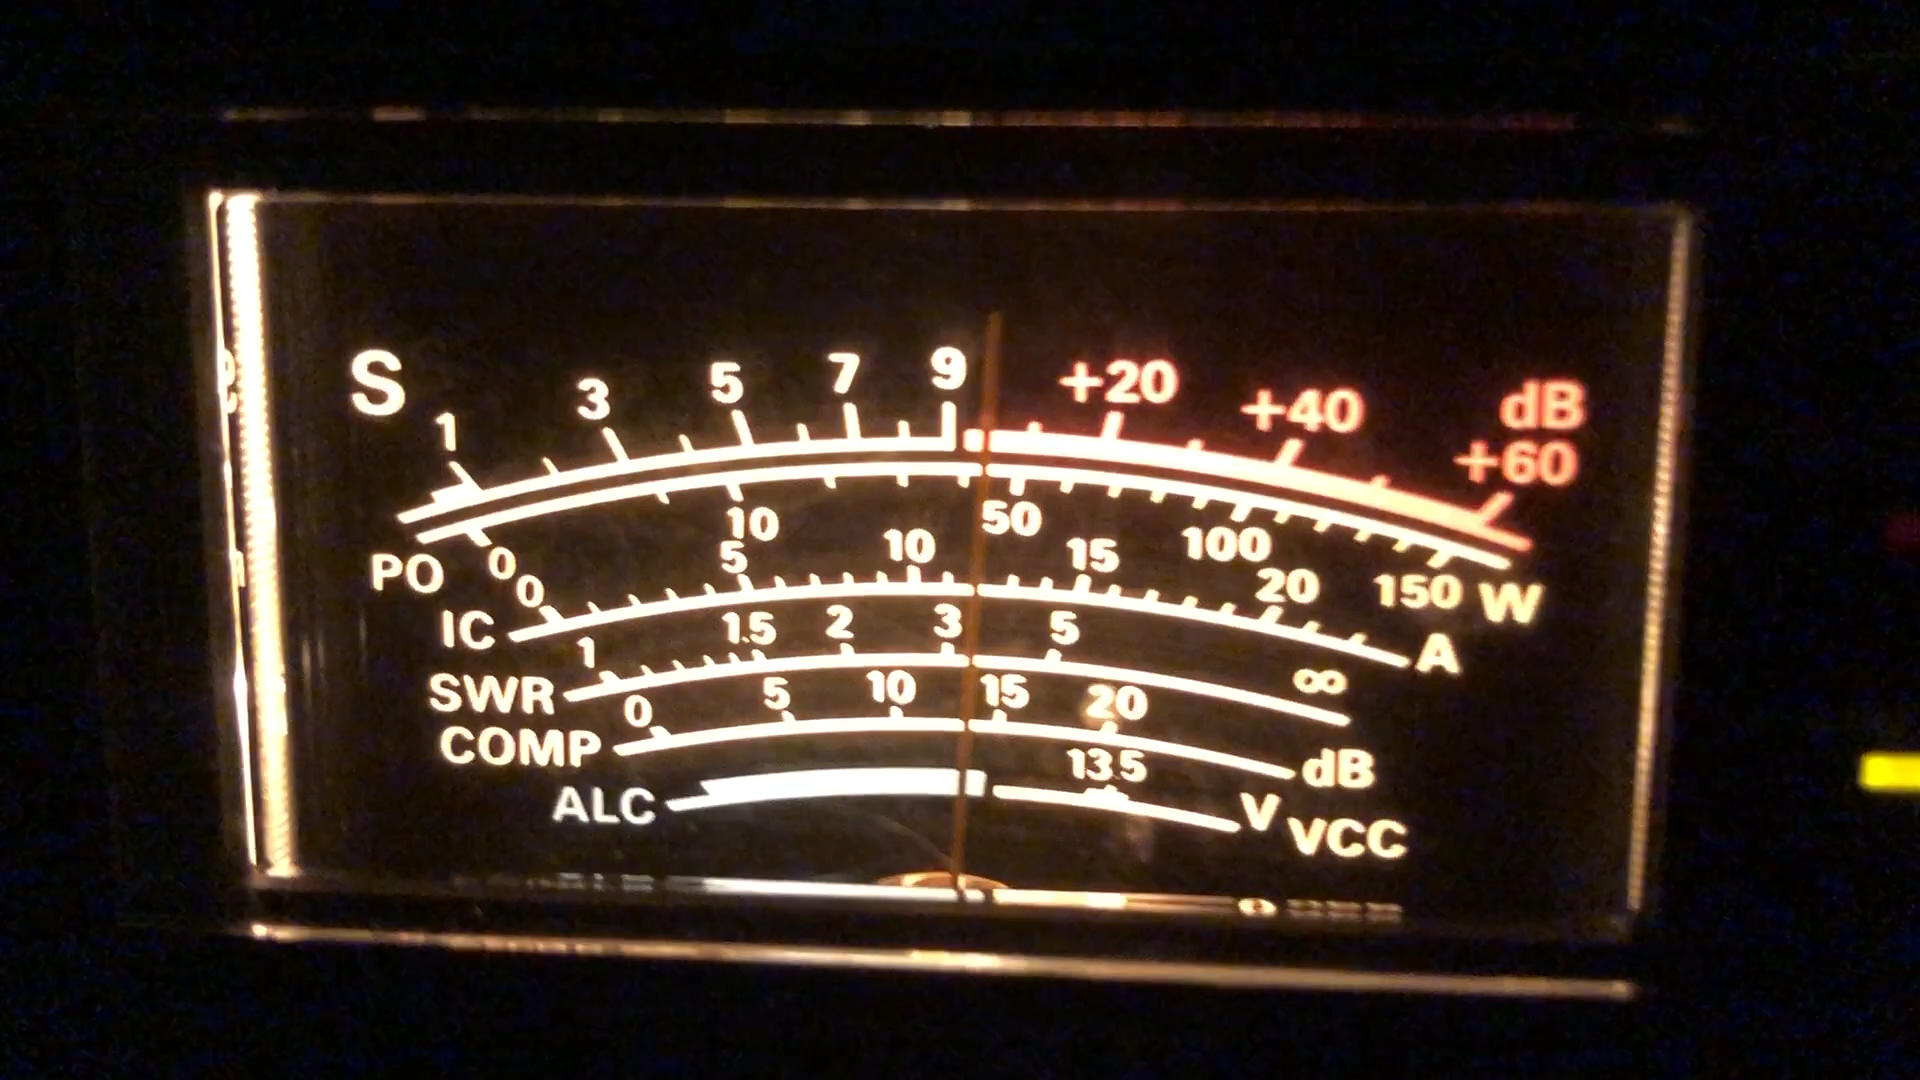 S 1 3 5 7 9 +20 +40 +60 dB
PO 0 10 50 100 150 W
IC 0 5 10 15 20 A
SWR 1 1.5 2 3 5 ∞
COMP 0 5 10 15 20 dB
ALC 13.5 V VCC